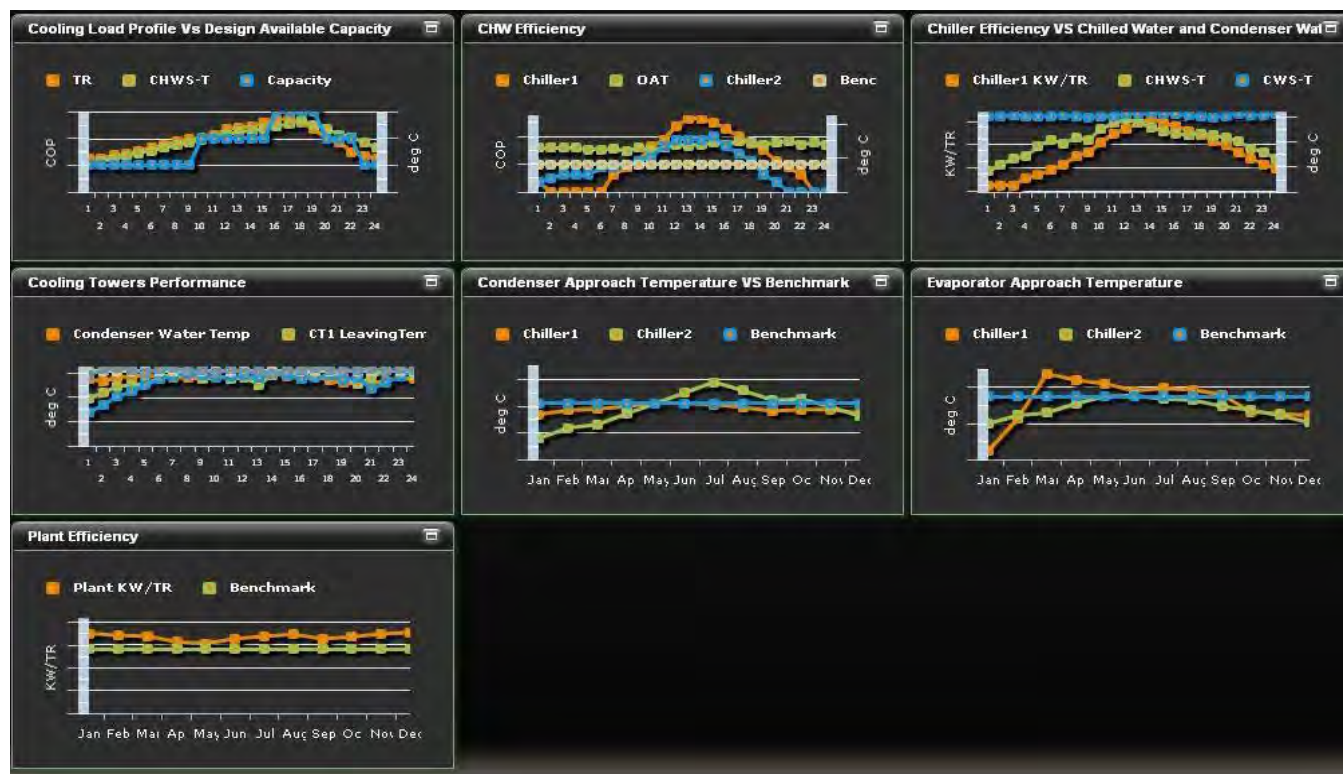 Cooling Load Profile Vs Design Available Capacity
TR CHWS-T Capacity
COP
deg C
1 3 5 7 9 11 13 15 17 19 21 23
2 4 6 8 10 12 14 16 18 20 22 24
CHW Efficiency
Chiller1 OAT Chiller2 Benc
COP
deg C
1 3 5 7 9 11 13 15 17 19 21 23
2 4 6 8 10 12 14 16 18 20 22 24
Chiller Efficiency VS Chilled Water and Condenser Wat
Chiller1 KW/TR CHWS-T CWS-T
KW/TR
deg C
1 3 5 7 9 11 13 15 17 19 21 23
2 4 6 8 10 12 14 16 18 20 22 24
Cooling Towers Performance
Condenser Water Temp CT1 LeavingTem
deg C
1 3 5 7 9 11 13 15 17 19 21 23
2 4 6 8 10 12 14 16 18 20 22 24
Condenser Approach Temperature VS Benchmark
Chiller1 Chiller2 Benchmark
deg C
Jan Feb Mar Ap May Jun Jul Aug Sep Oc Nov Dec
Evaporator Approach Temperature
Chiller1 Chiller2 Benchmark
deg C
Jan Feb Mar Ap May Jun Jul Aug Sep Oc Nov Dec
Plant Efficiency
Plant KW/TR Benchmark
KW/TR
Jan Feb Mar Ap May Jun Jul Aug Sep Oc Nov Dec